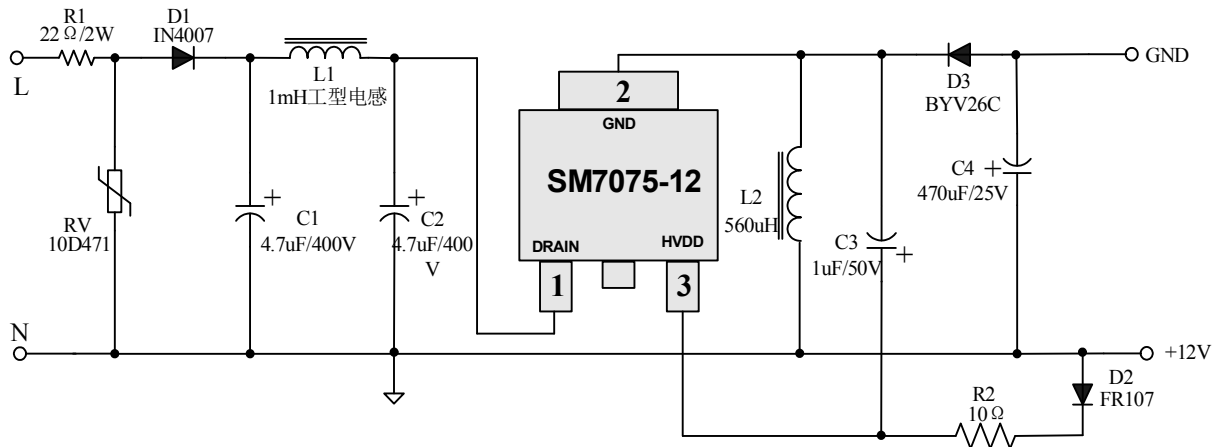 R1
22Ω/2W
D1
IN4007
L
L1
1mH工型电感
RV
10D471
C1
4.7uF/400V
C2
4.7uF/400
V
N
2
GND
SM7075-12
DRAIN
HVDD
1
3
L2
560uH
C3
1uF/50V
D3
BYV26C
C4
470uF/25V
GND
+12V
D2
FR107
R2
10Ω